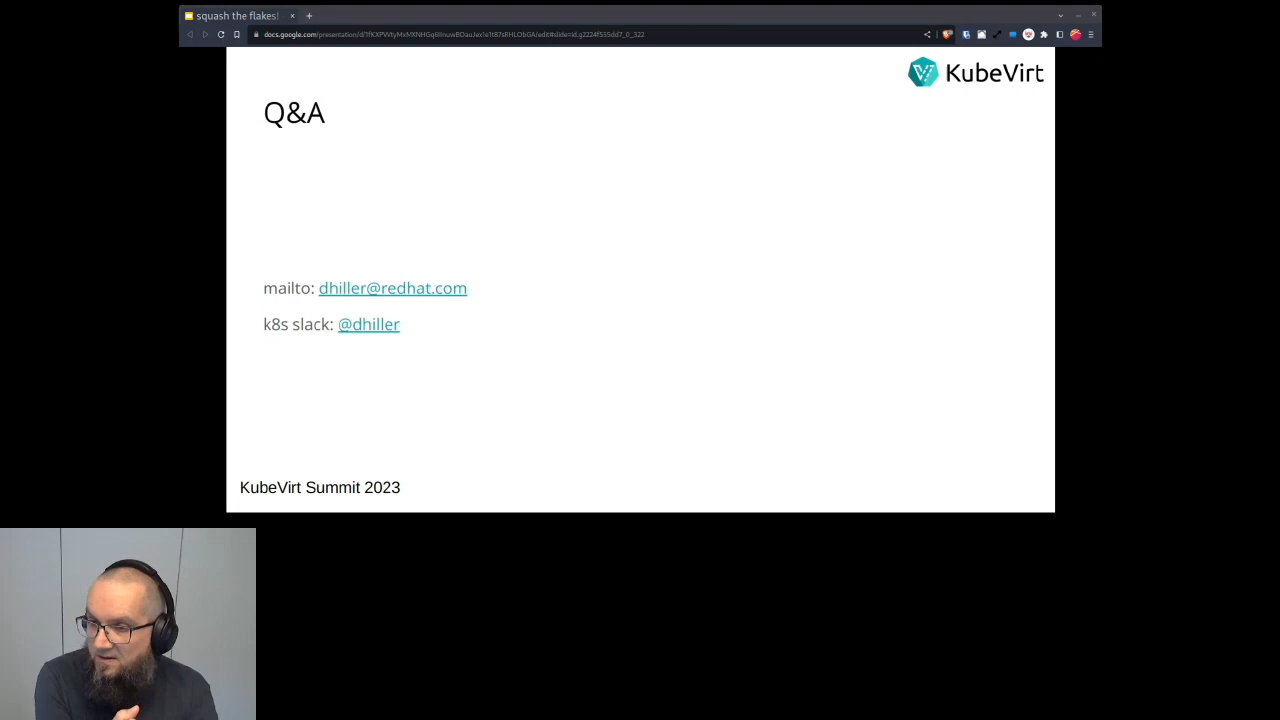 squash the flakes!
KubeVirt
Q&A
mailto: dhiller@redhat.com
k8s slack: @dhiller
KubeVirt Summit 2023